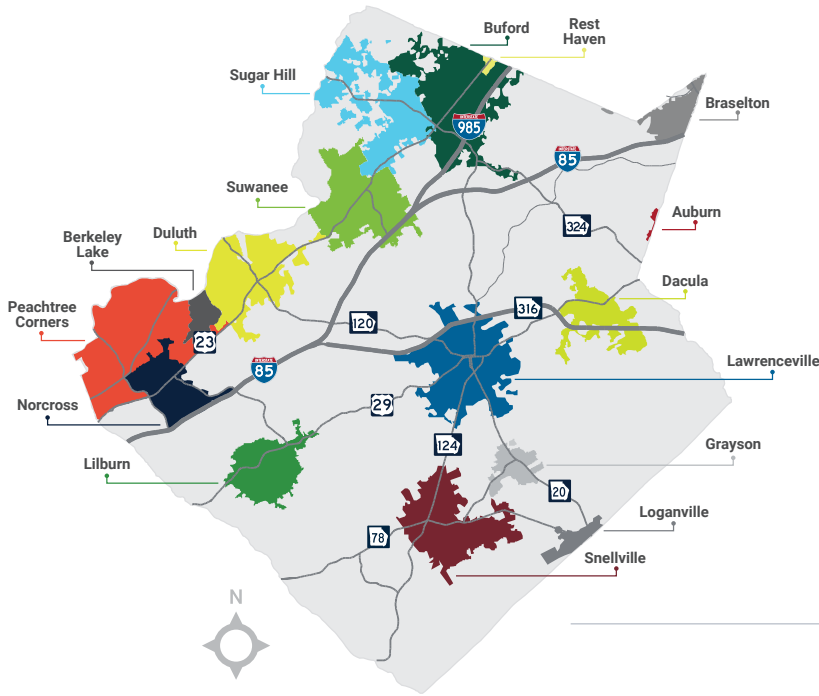 Buford
Rest
Haven
Sugar Hill
Braselton
985
85
Suwanee
Auburn
324
Duluth
Berkeley
Lake
Dacula
Peachtree
Corners
316
120
23
Lawrenceville
85
Norcross
29
124
Grayson
Lilburn
20
Loganville
78
Snellville
N